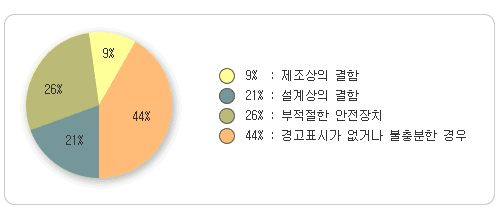 9%
26%
44%
21%
9% : 제조상의 결함
21% : 설계상의 결함
26% : 부적절한 안전장치
44% : 경고표시가 없거나 불충분한 경우